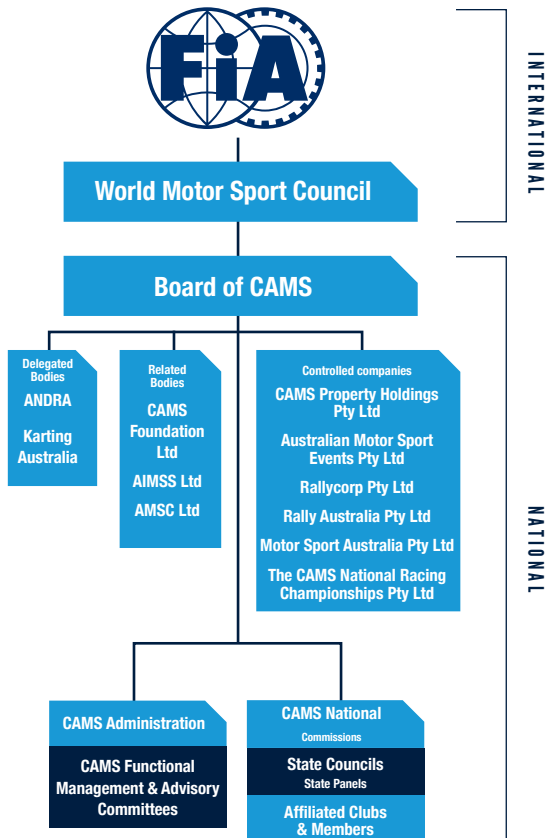 FiA
INTERNATIONAL
World Motor Sport Council
Board of CAMS
Delegated
Bodies
ANDRA
Karting
Australia
Related
Bodies
CAMS
Foundation
Ltd
AIMSS Ltd
AMSC Ltd
Controlled companies
CAMS Property Holdings
Pty Ltd
Australian Motor Sport
Events Pty Ltd
Rallycorp Pty Ltd
Rally Australia Pty Ltd
Motor Sport Australia Pty Ltd
The CAMS National Racing
Championships Pty Ltd
NATIONAL
CAMS Administration
CAMS Functional
Management & Advisory
Committees
CAMS National
Commissions
State Councils
State Panels
Affiliated Clubs
& Members